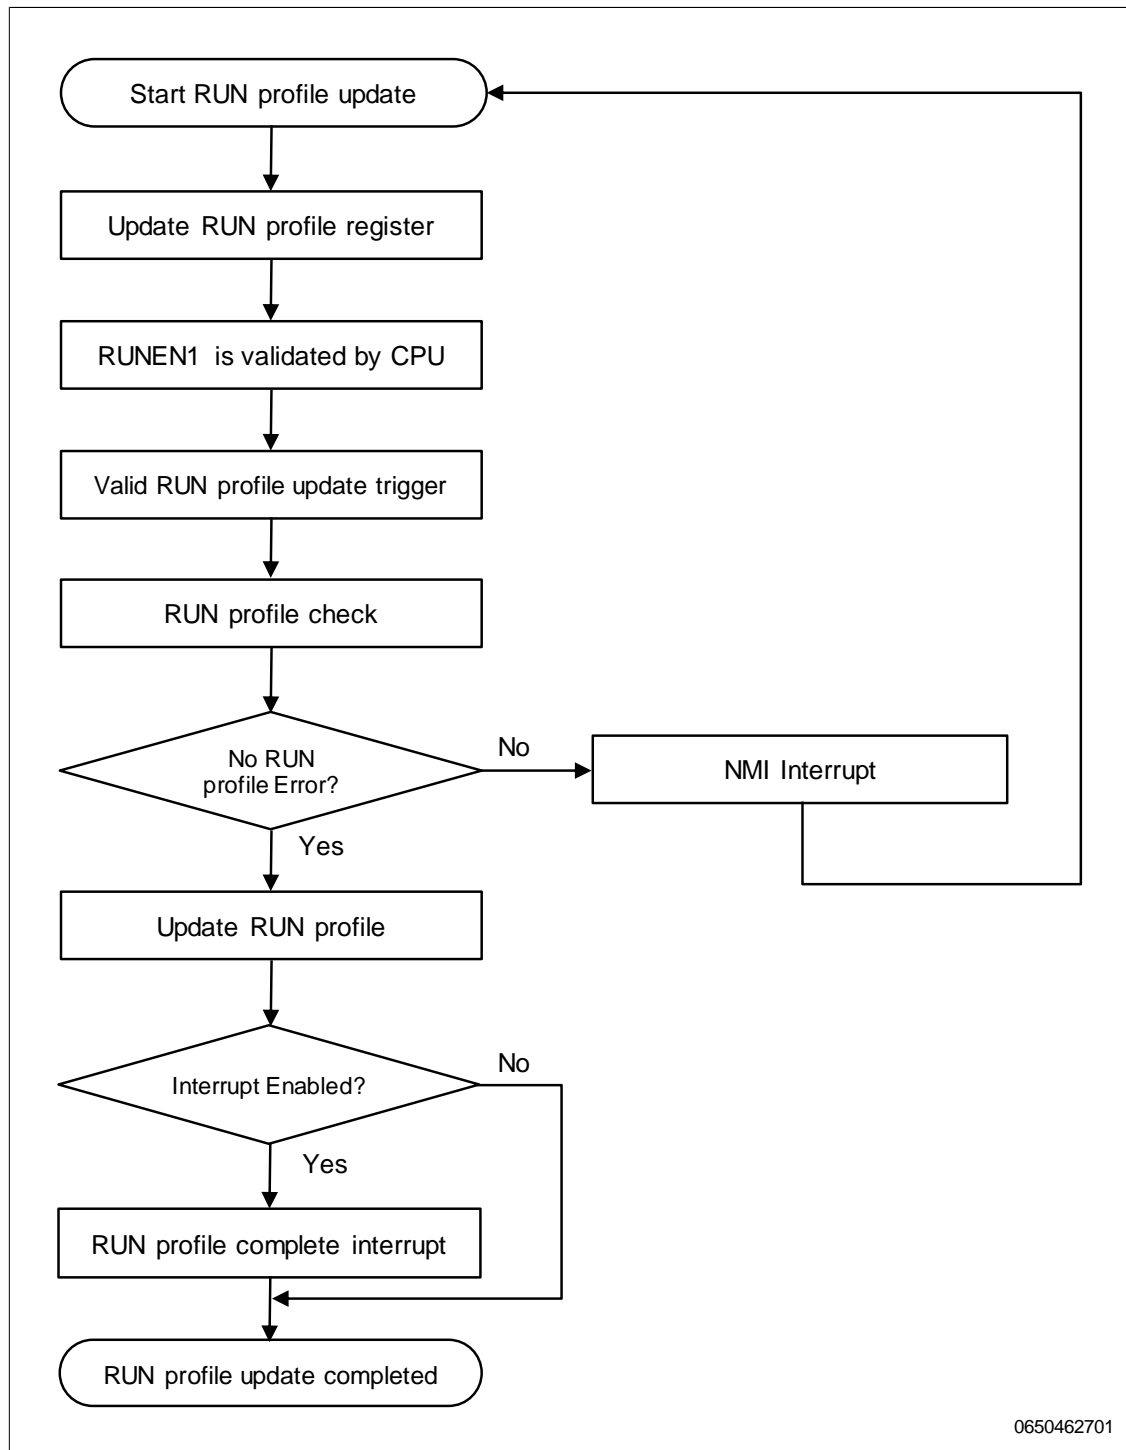 Start RUN profile update
Update RUN profile register
RUNEN1 is validated by CPU
Valid RUN profile update trigger
RUN profile check
No RUN
profile Error?
No
NMI Interrupt
Yes
Update RUN profile
Interrupt Enabled?
No
Yes
RUN profile complete interrupt
RUN profile update completed
0650462701